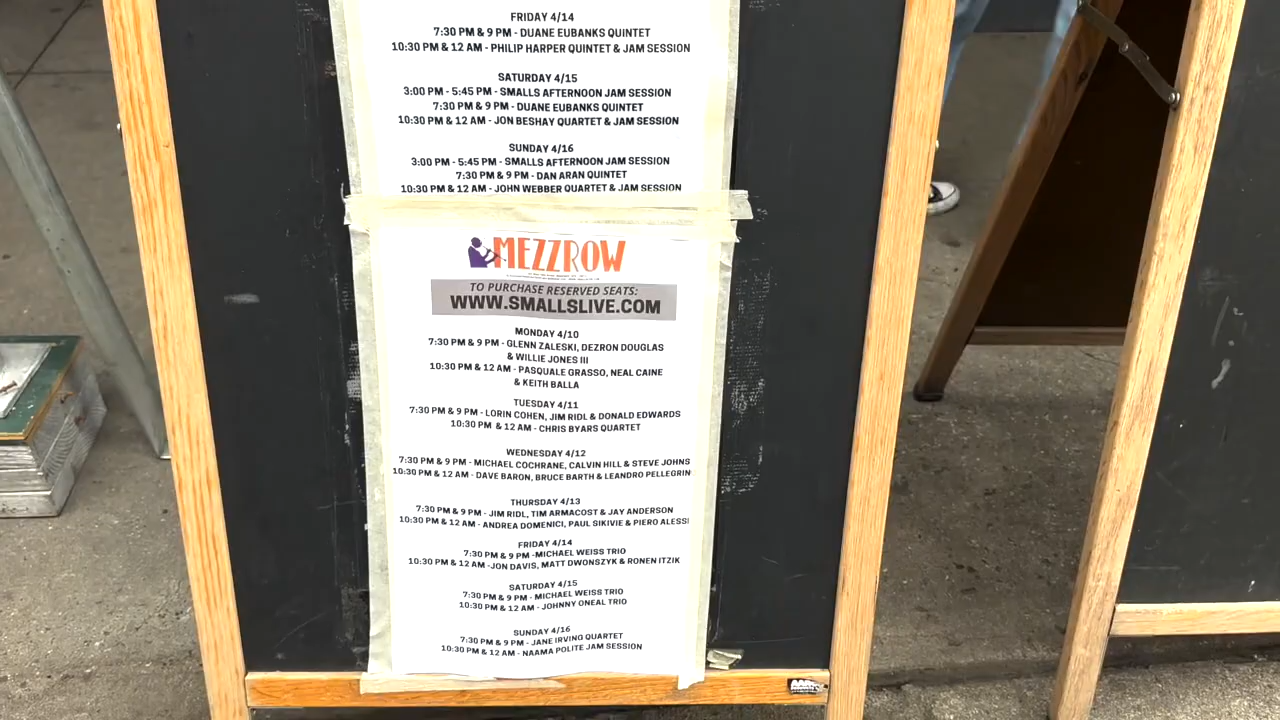 FRIDAY 4/14
7:30 PM & 9 PM - DUANE EUBANKS QUINTET
10:30 PM & 12 AM - PHILIP HARPER QUINTET & JAM SESSION
SATURDAY 4/15
3:00 PM - 5:45 PM - SMALLS AFTERNOON JAM SESSION
7:30 PM & 9 PM - DUANE EUBANKS QUINTET
10:30 PM & 12 AM - JON BESHAY QUARTET & JAM SESSION
SUNDAY 4/16
3:00 PM - 5:45 PM - SMALLS AFTERNOON JAM SESSION
7:30 PM & 9 PM - DAN ARAN QUINTET
10:30 PM & 12 AM - JOHN WEBBER QUARTET & JAM SESSION
MEZZROW
TO PURCHASE RESERVED SEATS:
WWW.SMALLSLIVE.COM
MONDAY 4/10
7:30 PM & 9 PM - GLENN ZALESKI, DEZRON DOUGLAS
& WILLIE JONES III
10:30 PM & 12 AM - PASQUALE GRASSO, NEAL CAINE
& KEITH BALLA
TUESDAY 4/11
7:30 PM & 9 PM - LORIN COHEN, JIM RIDL & DONALD EDWARDS
10:30 PM & 12 AM - CHRIS BYARS QUARTET
WEDNESDAY 4/12
7:30 PM & 9 PM - MICHAEL COCHRANE, CALVIN HILL & STEVE JOHNS
10:30 PM & 12 AM - DAVE BARON, BRUCE BARTH & LEANDRO PELLEGRIN
THURSDAY 4/13
7:30 PM & 9 PM - JIM RIDL, TIM ARMACOST & JAY ANDERSON
10:30 PM & 12 AM - ANDREA DOMENICI, PAUL SIKIVIE & PIERO ALESSI
FRIDAY 4/14
7:30 PM & 9 PM -MICHAEL WEISS TRIO
10:30 PM & 12 AM -JON DAVIS, MATT DWONSZYK & RONEN ITZIK
SATURDAY 4/15
7:30 PM & 9 PM - MICHAEL WEISS TRIO
10:30 PM & 12 AM - JOHNNY ONEAL TRIO
SUNDAY 4/16
7:30 PM & 9 PM - JANE IRVING QUARTET
10:30 PM & 12 AM - NAAMA POLITE JAM SESSION